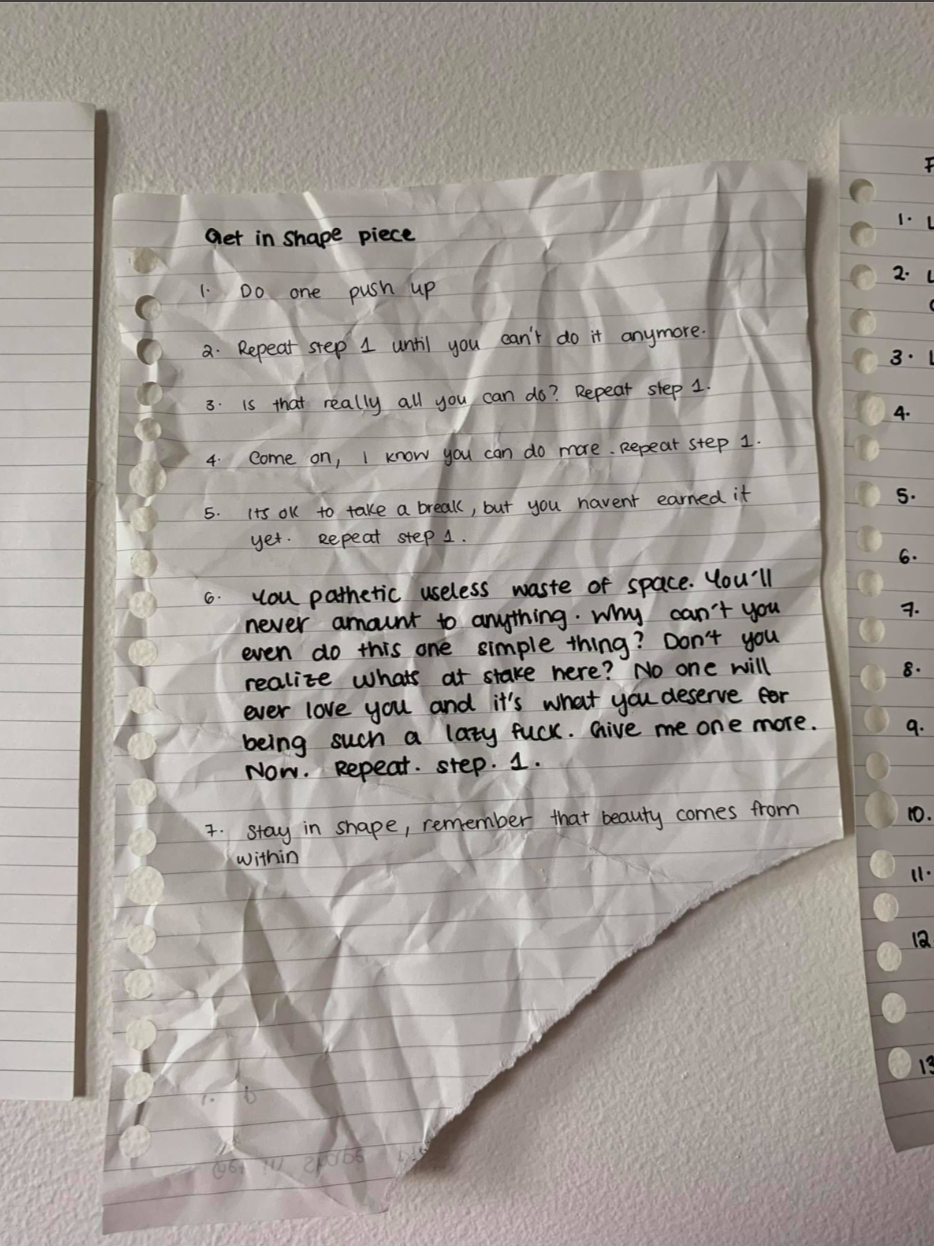 Get in shape piece
1. Do one push up
2. Repeat step 1 until you can't do it anymore.
3. Is that really all you can do? Repeat step 1.
4. Come on, I know you can do more. Repeat step 1.
5. Its ok to take a break, but you havent earned it
yet. Repeat step 1.
6. You pathetic useless waste of space. You'll
never amount to anything. Why can't you
even do this one simple thing? Don't you
realize whats at stake here? No one will
ever love you and it's what you deserve for
being such a lazy fuck. Give me one more.
Now. Repeat. step. 1.
7. Stay in shape, remember that beauty comes from
within
F
1. L
2. L
3. L
4.
5.
6.
7.
8.
9.
10.
11.
12
13